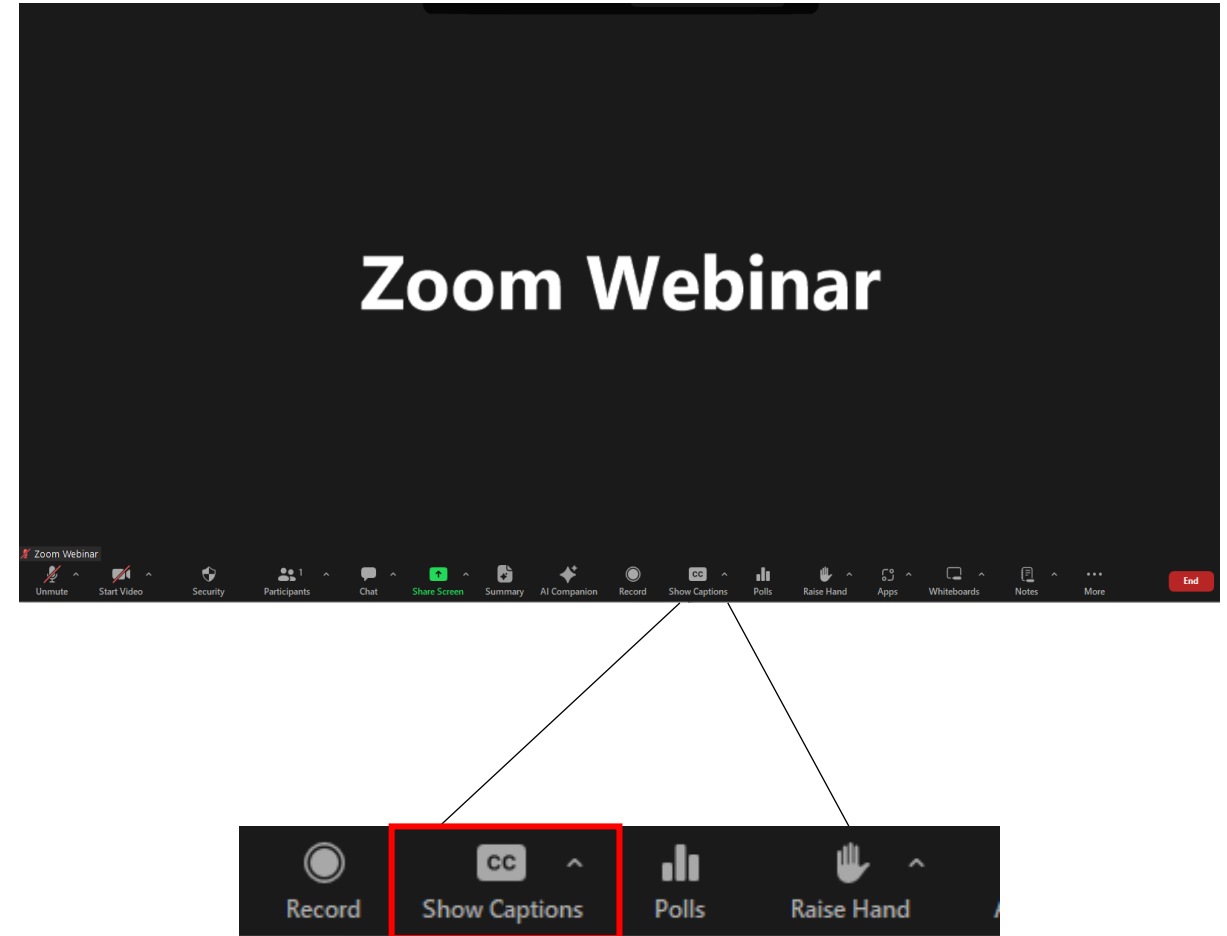 Zoom Webinar
Zoom Webinar
1
Unmute Start Video Security Participants Chat Share Screen Summary AI Companion Record CC Show Captions Polls Raise Hand Apps Whiteboards Notes More End
CC
Record Show Captions Polls Raise Hand